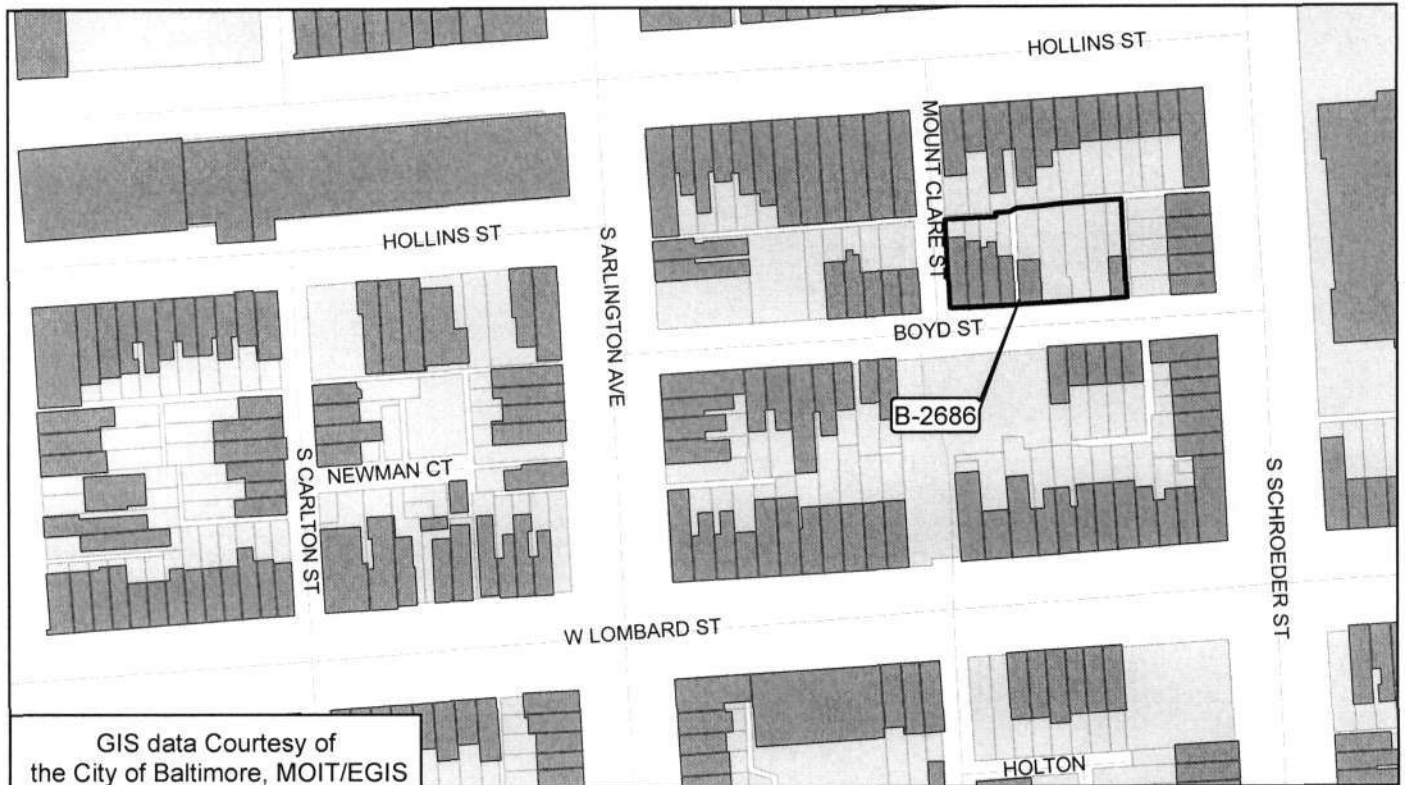 HOLLINS ST
MOUNT CLARE ST
HOLLINS ST
S ARLINGTON AVE
BOYD ST
B-2686
S CARLTON ST
NEWMAN CT
S SCHROEDER ST
W LOMBARD ST
GIS data Courtesy of
the City of Baltimore, MOIT/EGIS
HOLTON